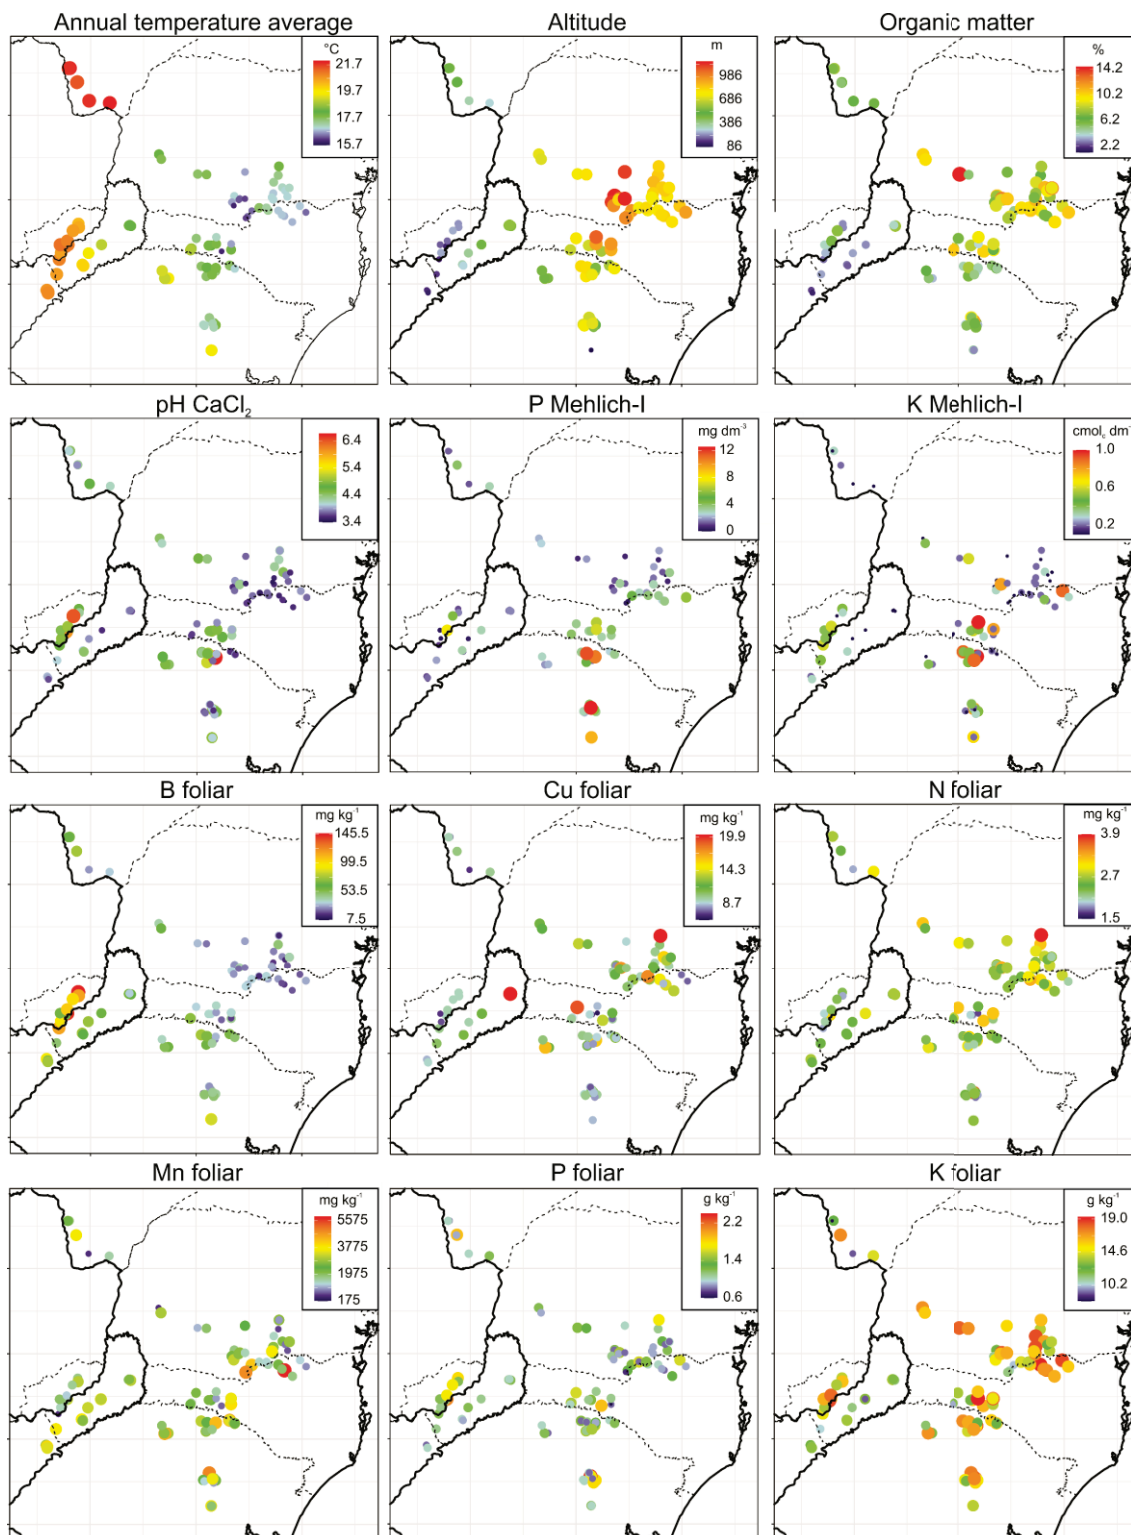 Annual temperature average
°C
21.7
19.7
17.7
15.7
Altitude
m
986
686
386
86
Organic matter
%
14.2
10.2
6.2
2.2
pH CaCl₂
6.4
5.4
4.4
3.4
P Mehlich-I
mg dm⁻³
12
8
4
0
K Mehlich-I
cmol꜀ dm⁻
1.0
0.6
0.2
B foliar
mg kg⁻¹
145.5
99.5
53.5
7.5
Cu foliar
mg kg⁻¹
19.9
14.3
8.7
N foliar
mg kg⁻¹
3.9
2.7
1.5
Mn foliar
mg kg⁻¹
5575
3775
1975
175
P foliar
g kg⁻¹
2.2
1.4
0.6
K foliar
g kg⁻¹
19.0
14.6
10.2